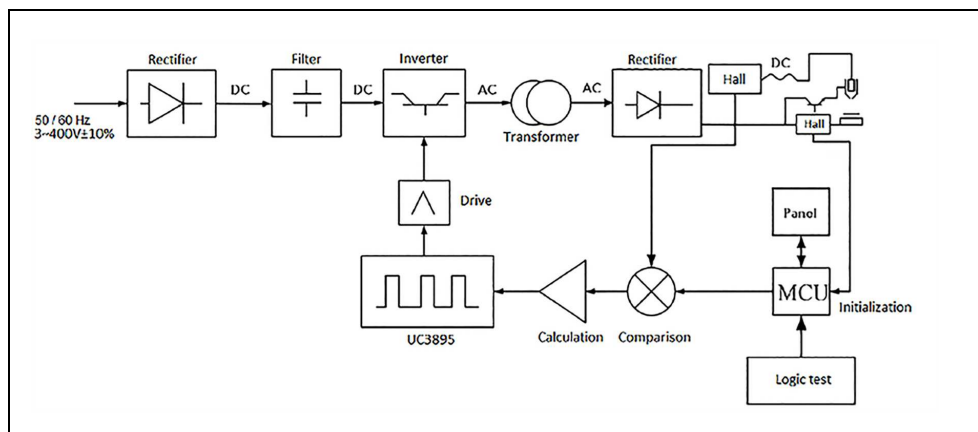 Rectifier
Filter
Inverter
Rectifier
Hall
DC
DC
DC
AC
AC
50 / 60 Hz
3~400V±10%
Transformer
Hall
Drive
Panel
MCU
Initialization
UC3895
Calculation
Comparison
Logic test